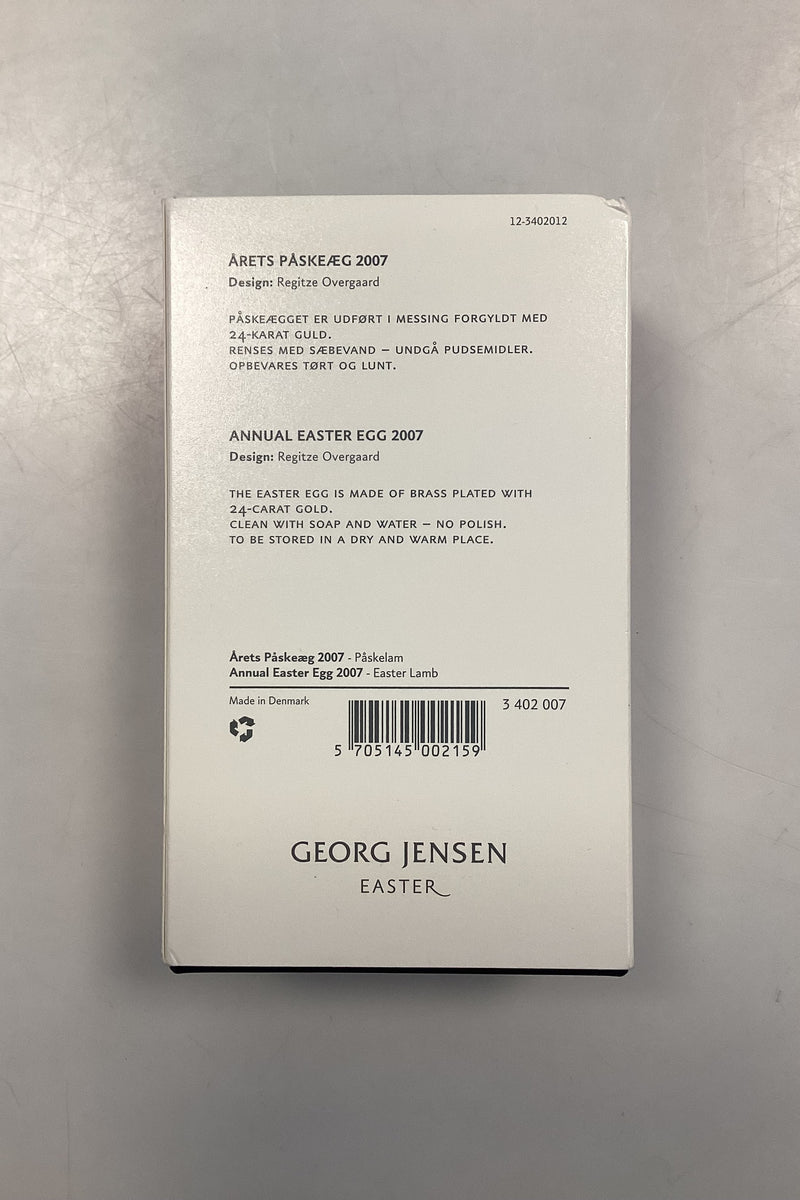 12-3402012
ÅRETS PÅSKEÆG 2007
Design: Regitze Overgaard
PÅSKEÆGGET ER UDFØRT I MESSING FORGYLDT MED
24-KARAT GULD.
RENSES MED SÆBEVAND – UNDGÅ PUDSEMIDLER.
OPBEVARES TØRT OG LUNT.
ANNUAL EASTER EGG 2007
Design: Regitze Overgaard
THE EASTER EGG IS MADE OF BRASS PLATED WITH
24-CARAT GOLD.
CLEAN WITH SOAP AND WATER – NO POLISH.
TO BE STORED IN A DRY AND WARM PLACE.
Årets Påskeæg 2007 - Påskelam
Annual Easter Egg 2007 - Easter Lamb
Made in Denmark
3 402 007
5 705145 002159
GEORG JENSEN
EASTER